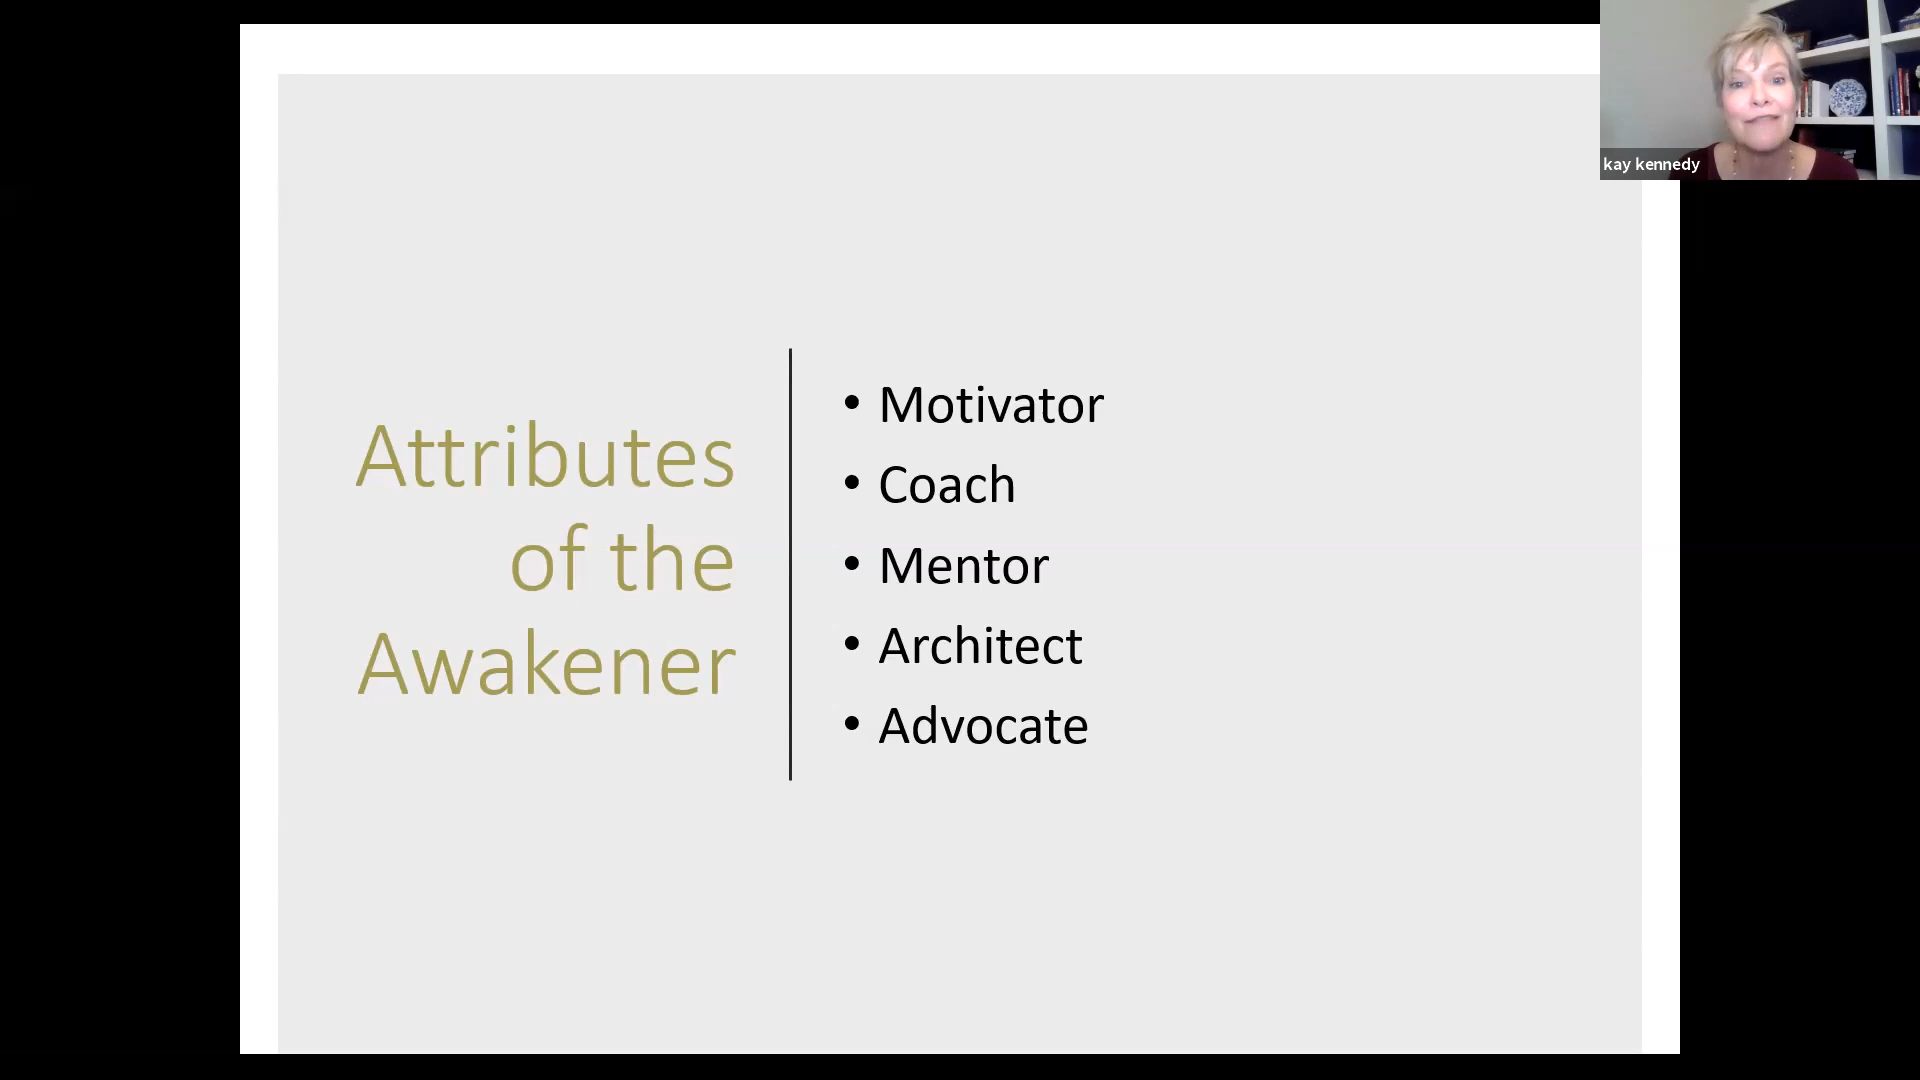 kay kennedy
Attributes
of the
Awakener
• Motivator
• Coach
• Mentor
• Architect
• Advocate